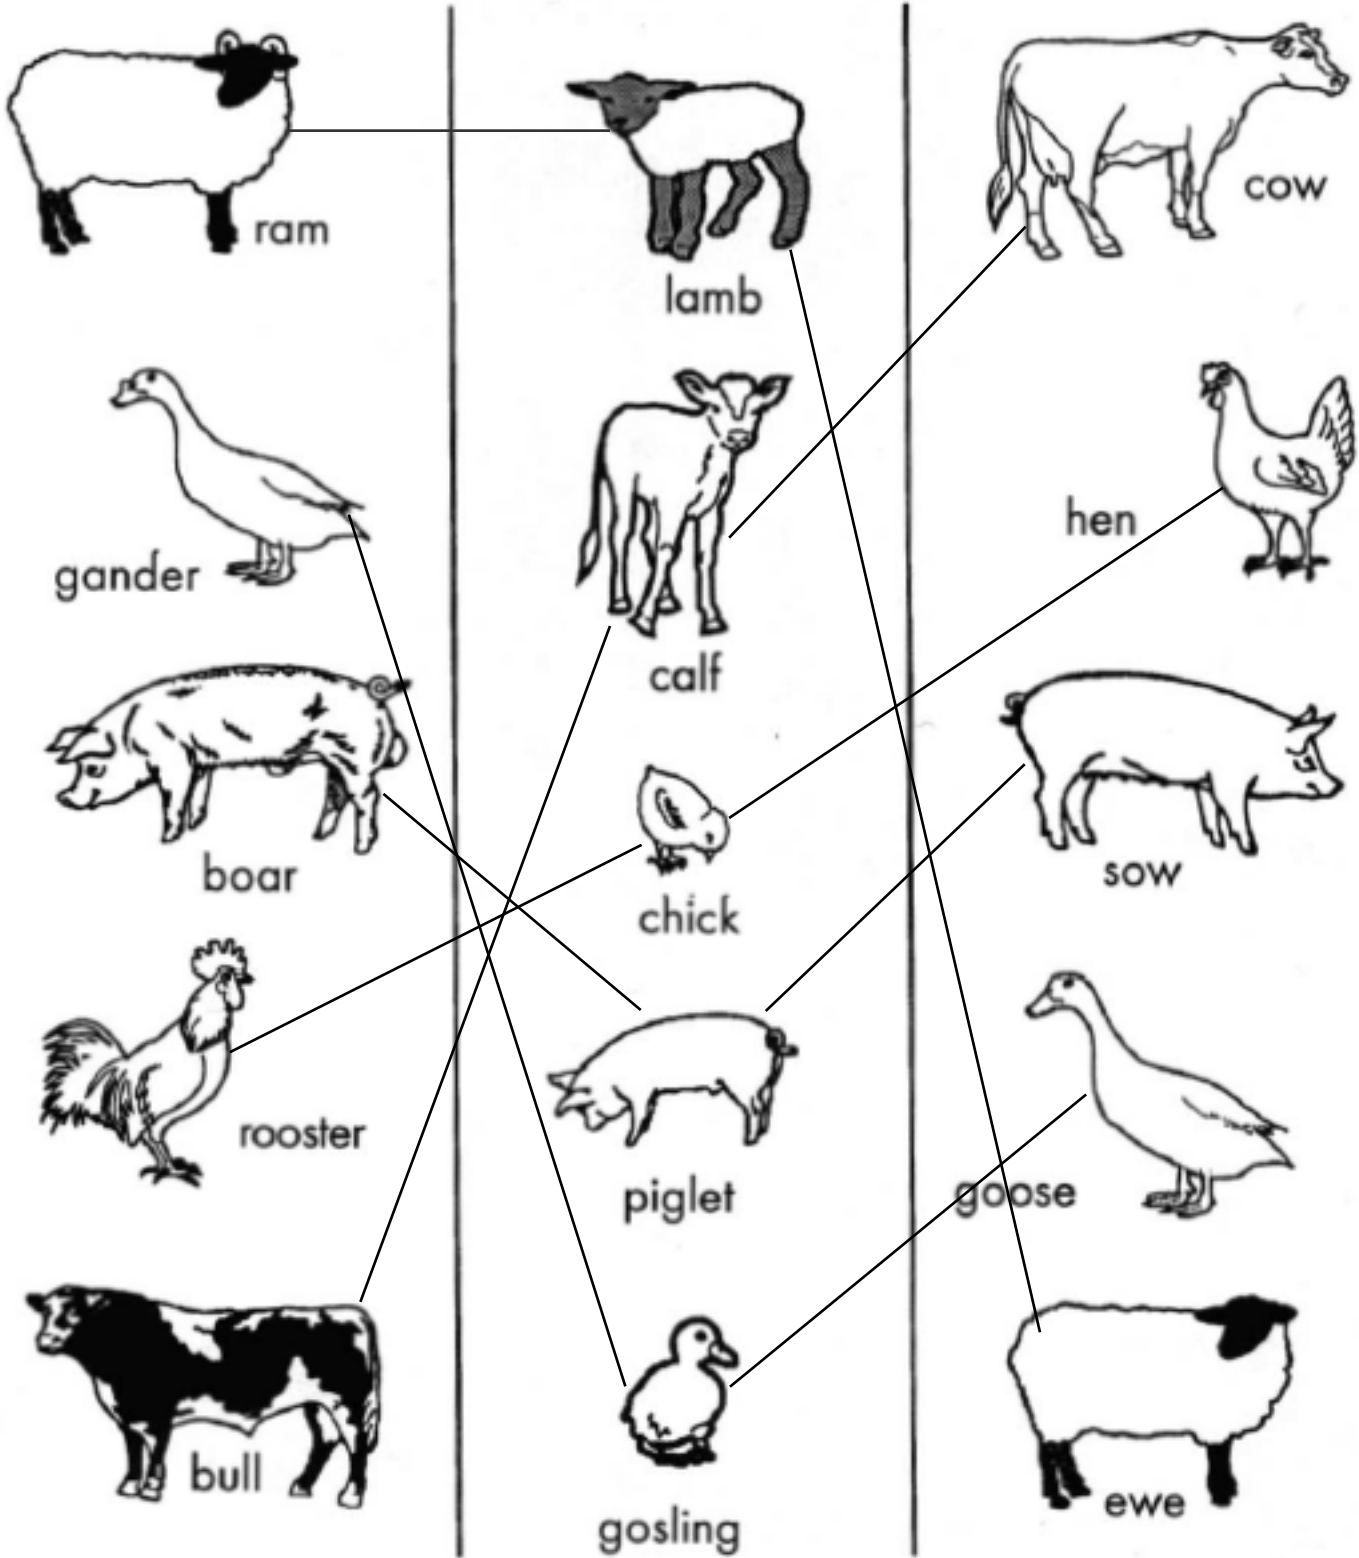 ram
lamb
cow
gander
calf
hen
boar
chick
sow
rooster
piglet
goose
bull
gosling
ewe